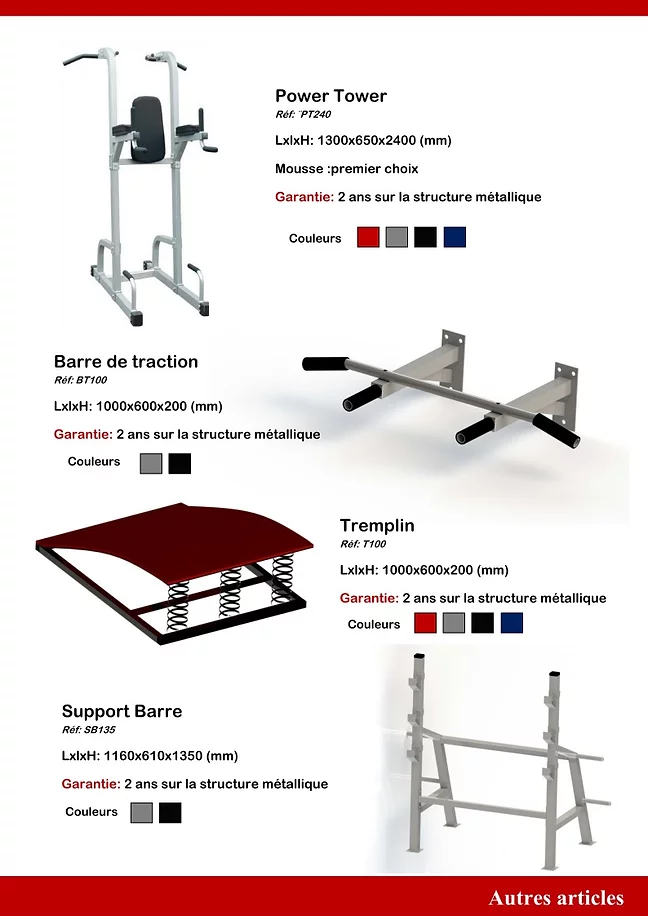 Power Tower
Réf: ¨PT240
LxlxH: 1300x650x2400 (mm)
Mousse :premier choix
Garantie: 2 ans sur la structure métallique
Couleurs
Barre de traction
Réf: BT100
LxlxH: 1000x600x200 (mm)
Garantie: 2 ans sur la structure métallique
Couleurs
Tremplin
Réf: T100
LxlxH: 1000x600x200 (mm)
Garantie: 2 ans sur la structure métallique
Couleurs
Support Barre
Réf: SB135
LxlxH: 1160x610x1350 (mm)
Garantie: 2 ans sur la structure métallique
Couleurs
Autres articles